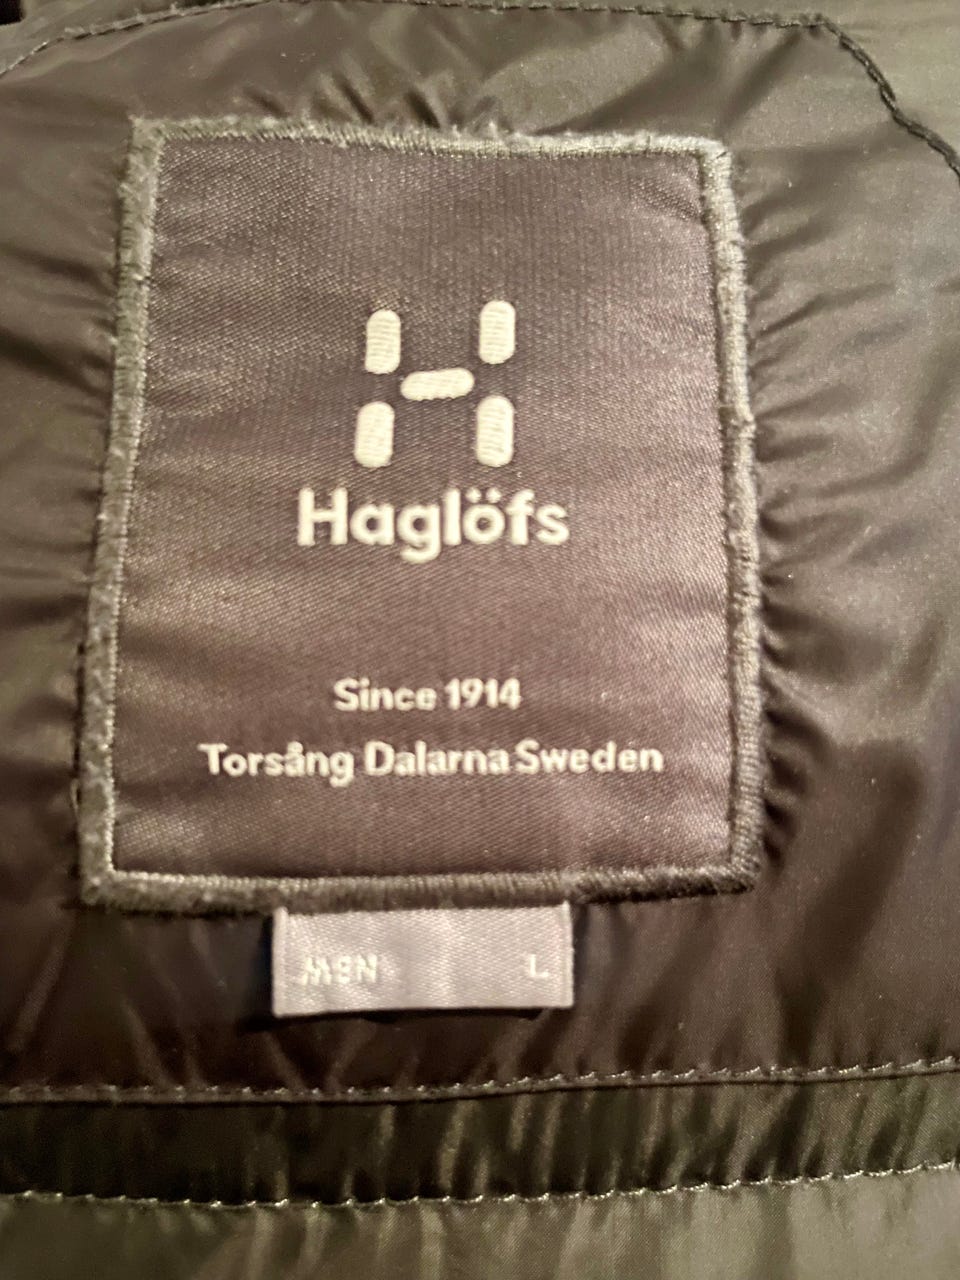 Haglöfs
Since 1914
Torsång Dalarna Sweden
MEN L